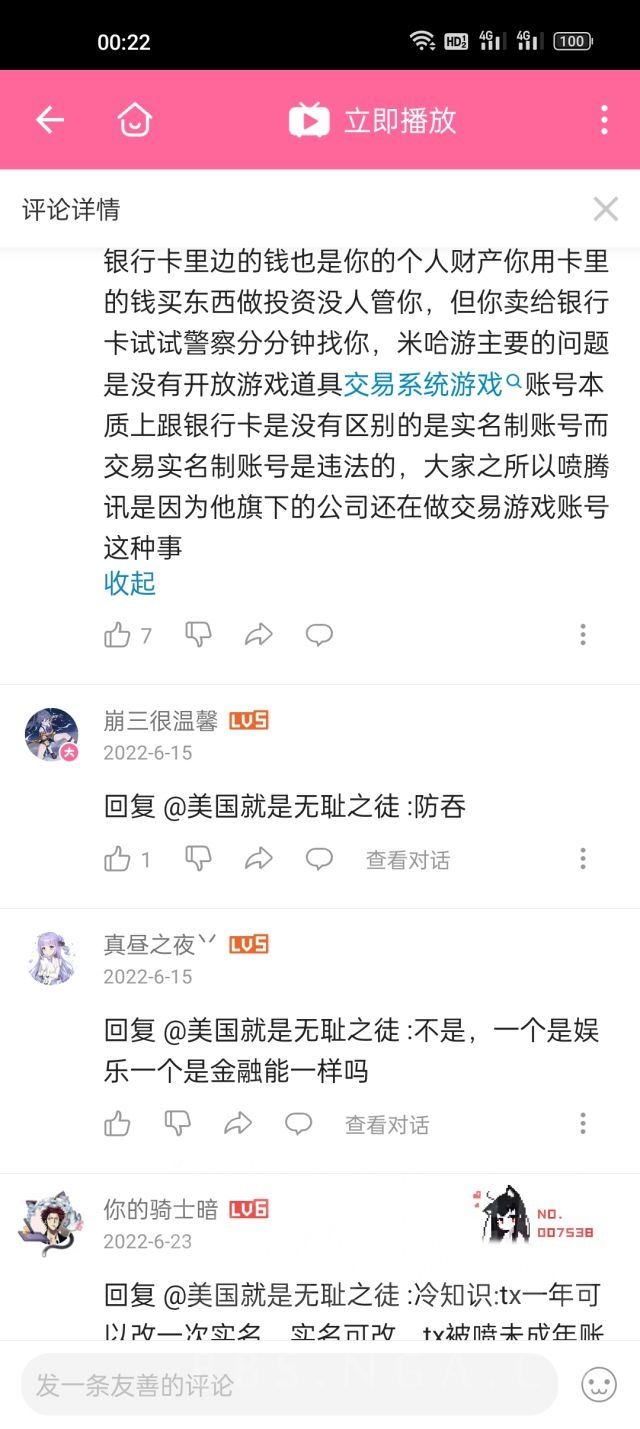 00:22
HD1 2
4G
4G
100
立即播放
评论详情
银行卡里边的钱也是你的个人财产你用卡里
的钱买东西做投资没人管你，但你卖给银行
卡试试警察分分钟找你，米哈游主要的问题
是没有开放游戏道具交易系统游戏账号本
质上跟银行卡是没有区别的是实名制账号而
交易实名制账号是违法的，大家之所以喷腾
讯是因为他旗下的公司还在做交易游戏账号
这种事
收起
7
崩三很温馨 LV5
大
2022-6-15
回复 @美国就是无耻之徒 :防吞
1 查看对话
真昼之夜丷 LV5
2022-6-15
回复 @美国就是无耻之徒 :不是，一个是娱
乐一个是金融能一样吗
查看对话
你的骑士暗 LV6
NO.
007538
2022-6-23
回复 @美国就是无耻之徒 :冷知识:tx一年可
以改一次实名，实名可改，tx被喷未成年账
发一条友善的评论